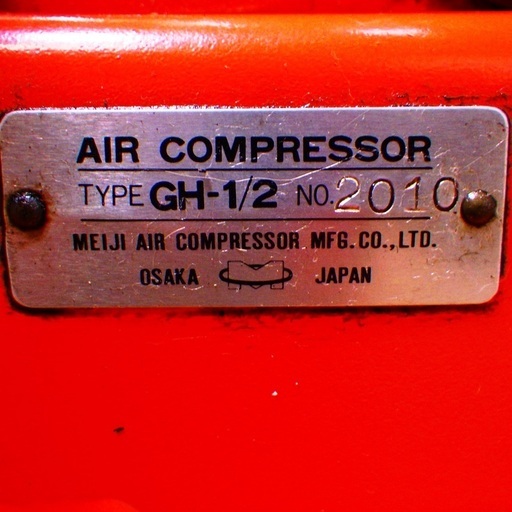 AIR COMPRESSOR
TYPE GH-1/2 NO. 2010
MEIJI AIR COMPRESSOR MFG. CO., LTD.
OSAKA M JAPAN